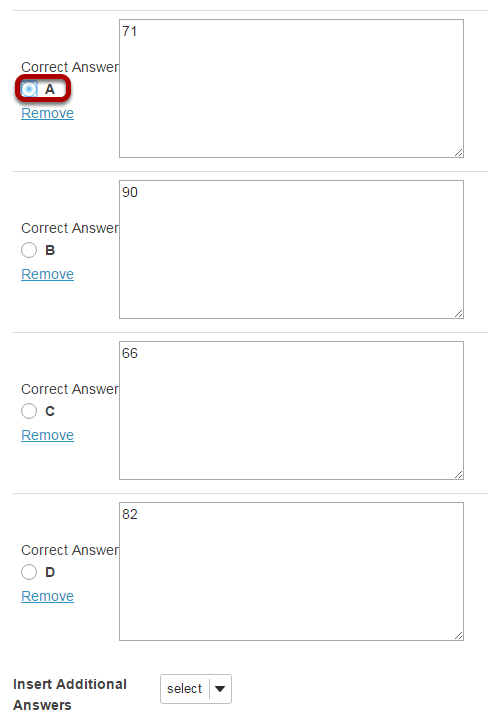 71
Correct Answer
A
Remove
90
Correct Answer
B
Remove
66
Correct Answer
C
Remove
82
Correct Answer
D
Remove
Insert Additional
Answers
select